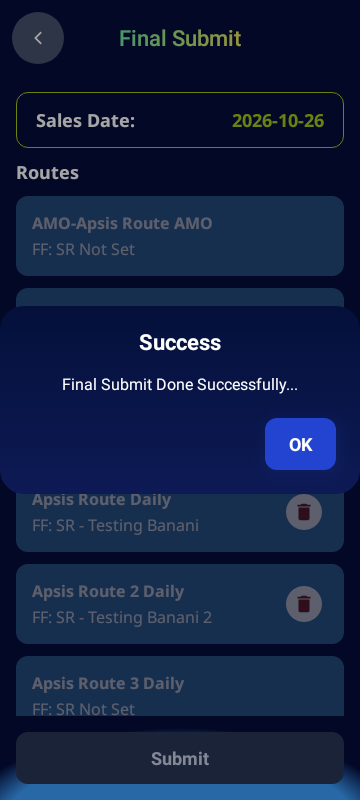 Final Submit
Sales Date: 2026-10-26
Routes
AMO-Apsis Route AMO
FF: SR Not Set
Success
Final Submit Done Successfully...
OK
Apsis Route Daily
FF: SR - Testing Banani
Apsis Route 2 Daily
FF: SR - Testing Banani 2
Apsis Route 3 Daily
FF: SR Not Set
Submit